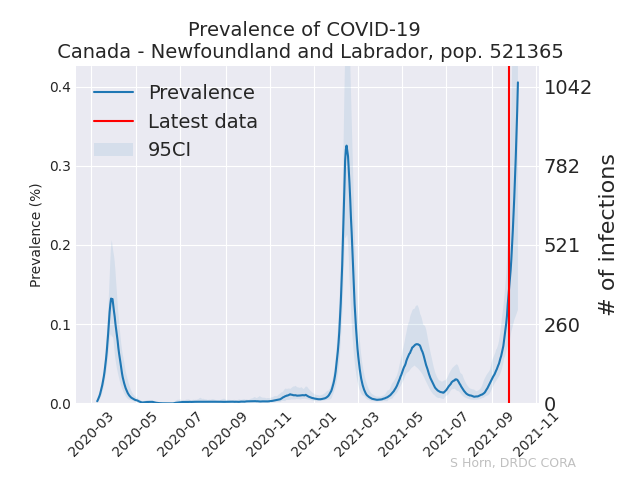 Prevalence of COVID-19
Canada - Newfoundland and Labrador, pop. 521365
Prevalence
Latest data
95CI
Prevalence (%)
0.4
0.3
0.2
0.1
0.0
1042
782
521
260
0
# of infections
2020-03
2020-05
2020-07
2020-09
2020-11
2021-01
2021-03
2021-05
2021-07
2021-09
2021-11
S Horn, DRDC CORA